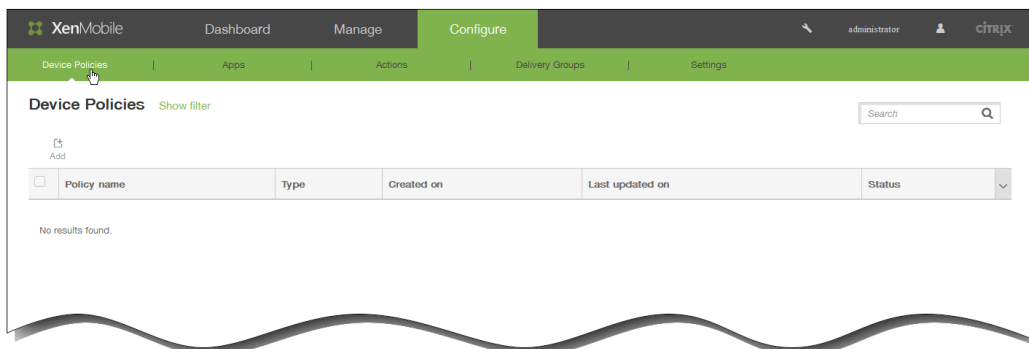 XenMobile Dashboard Manage Configure administrator CITRIX
Device Policies | Apps | Actions | Delivery Groups | Settings
Device Policies Show filter
Search
Add
Policy name Type Created on Last updated on Status
No results found.